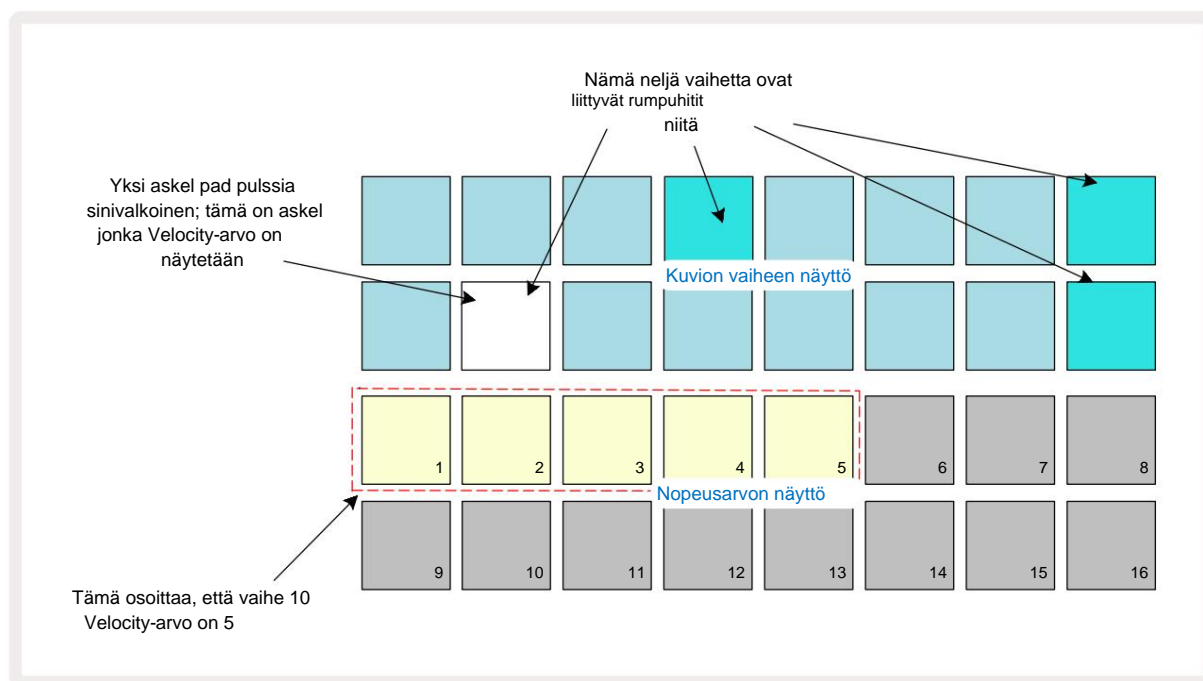 Nämä neljä vaihetta ovat
liittyvät rumpuhitit
niitä
Yksi askel pad pulssia
sinivalkoinen; tämä on askel
jonka Velocity-arvo on
näytetään
Kuvion vaiheen näyttö
1 2 3 4 5 6 7 8
Nopeusarvon näyttö
9 10 11 12 13 14 15 16
Tämä osoittaa, että vaihe 10
Velocity-arvo on 5